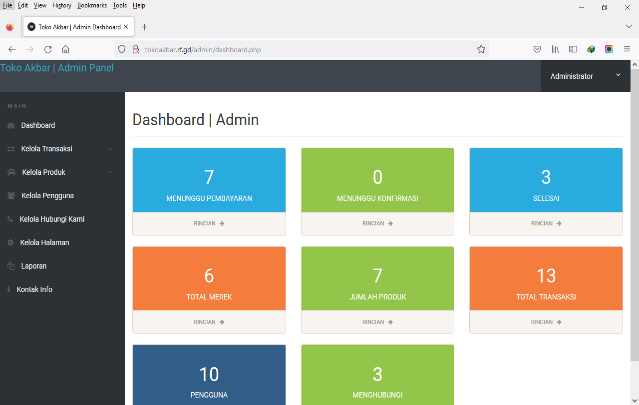 File Edit View History Bookmarks Tools Help
Toko Akbar | Admin Dashboard
tokoakbar.rf.gd/admin/dashboard.php
Toko Akbar | Admin Panel
Administrator
MAIN
Dashboard
Kelola Transaksi
Kelola Produk
Kelola Pengguna
Kelola Hubungi Kami
Kelola Halaman
Laporan
Kontak Info
Dashboard | Admin
7
MENUNGGU PEMBAYARAN
RINCIAN
0
MENUNGGU KONFIRMASI
RINCIAN
3
SELESAI
RINCIAN
6
TOTAL MEREK
RINCIAN
7
JUMLAH PRODUK
RINCIAN
13
TOTAL TRANSAKSI
RINCIAN
10
PENGGUNA
3
MENGHUBUNGI